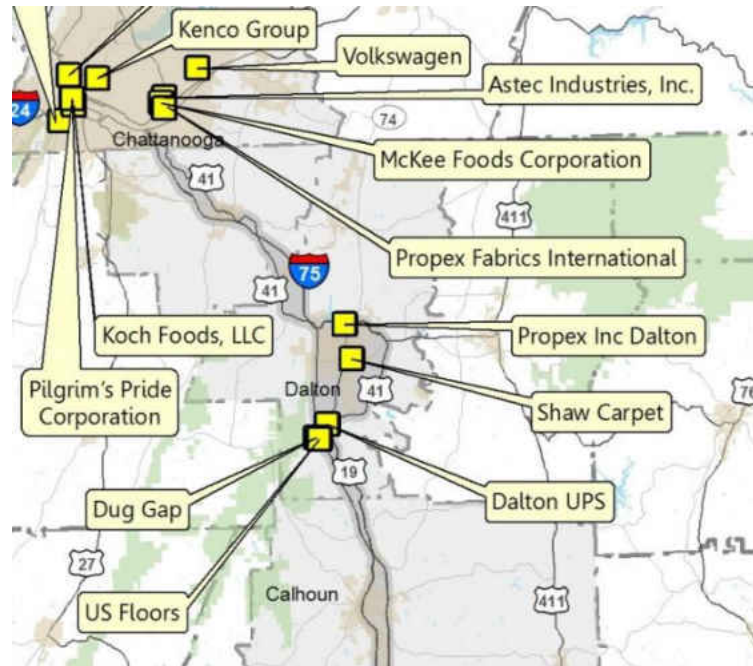 Kenco Group
Volkswagen
Astec Industries, Inc.
24
74
Chattanooga
McKee Foods Corporation
41
411
Propex Fabrics International
75
41
Koch Foods, LLC
Propex Inc Dalton
Pilgrim's Pride
Corporation
Dalton
41
76
Shaw Carpet
19
Dug Gap
Dalton UPS
27
US Floors
Calhoun
411